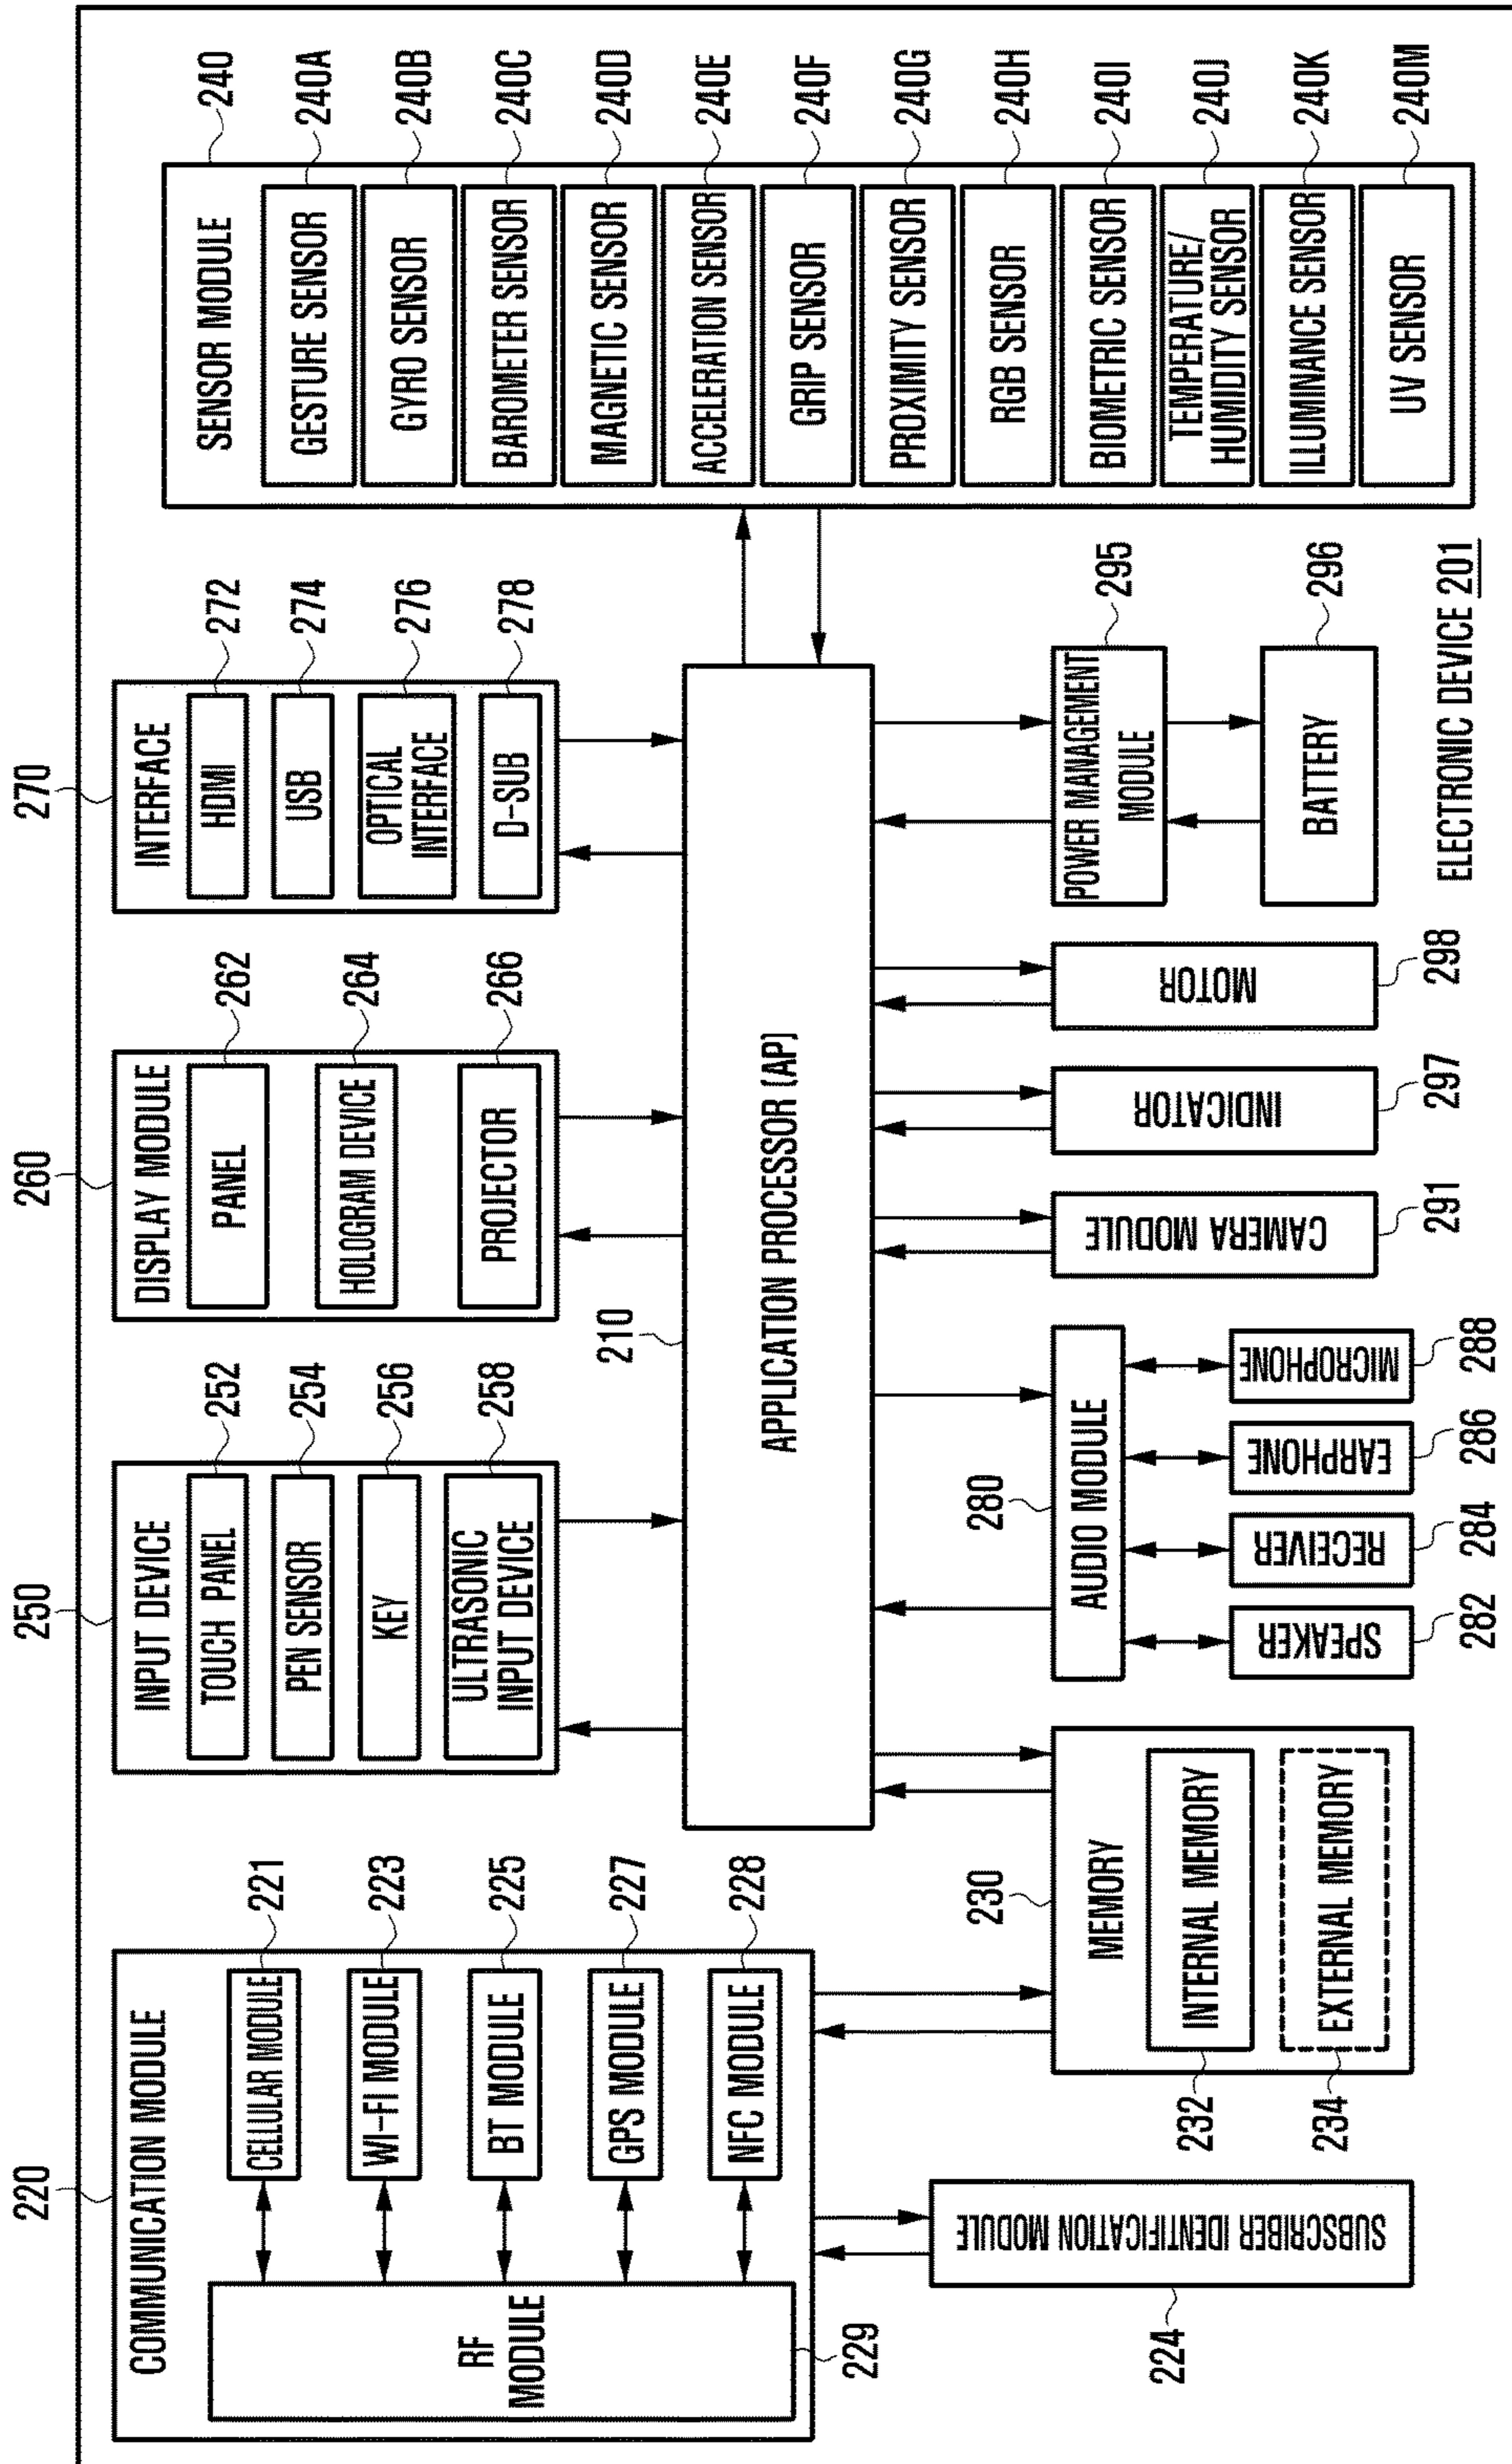 220
COMMUNICATION MODULE
RF
MODULE
229
CELLULAR MODULE
221
WI-FI MODULE
223
BT MODULE
225
GPS MODULE
227
NFC MODULE
228
SUBSCRIBER IDENTIFICATION MODULE
224
250
INPUT DEVICE
TOUCH PANEL
252
PEN SENSOR
254
KEY
256
ULTRASONIC
INPUT DEVICE
258
260
DISPLAY MODULE
PANEL
262
HOLOGRAM DEVICE
264
PROJECTOR
266
270
INTERFACE
HDMI
272
USB
274
OPTICAL
INTERFACE
276
D-SUB
278
SENSOR MODULE
240
GESTURE SENSOR
240A
GYRO SENSOR
240B
BAROMETER SENSOR
240C
MAGNETIC SENSOR
240D
ACCELERATION SENSOR
240E
GRIP SENSOR
240F
PROXIMITY SENSOR
240G
RGB SENSOR
240H
BIOMETRIC SENSOR
240I
TEMPERATURE/
HUMIDITY SENSOR
240J
ILLUMINANCE SENSOR
240K
UV SENSOR
240M
210
APPLICATION PROCESSOR (AP)
230
MEMORY
INTERNAL MEMORY
232
EXTERNAL MEMORY
234
280
AUDIO MODULE
SPEAKER
282
RECEIVER
284
EARPHONE
286
MICROPHONE
288
CAMERA MODULE
291
INDICATOR
297
MOTOR
298
POWER MANAGEMENT
MODULE
295
BATTERY
296
ELECTRONIC DEVICE 201